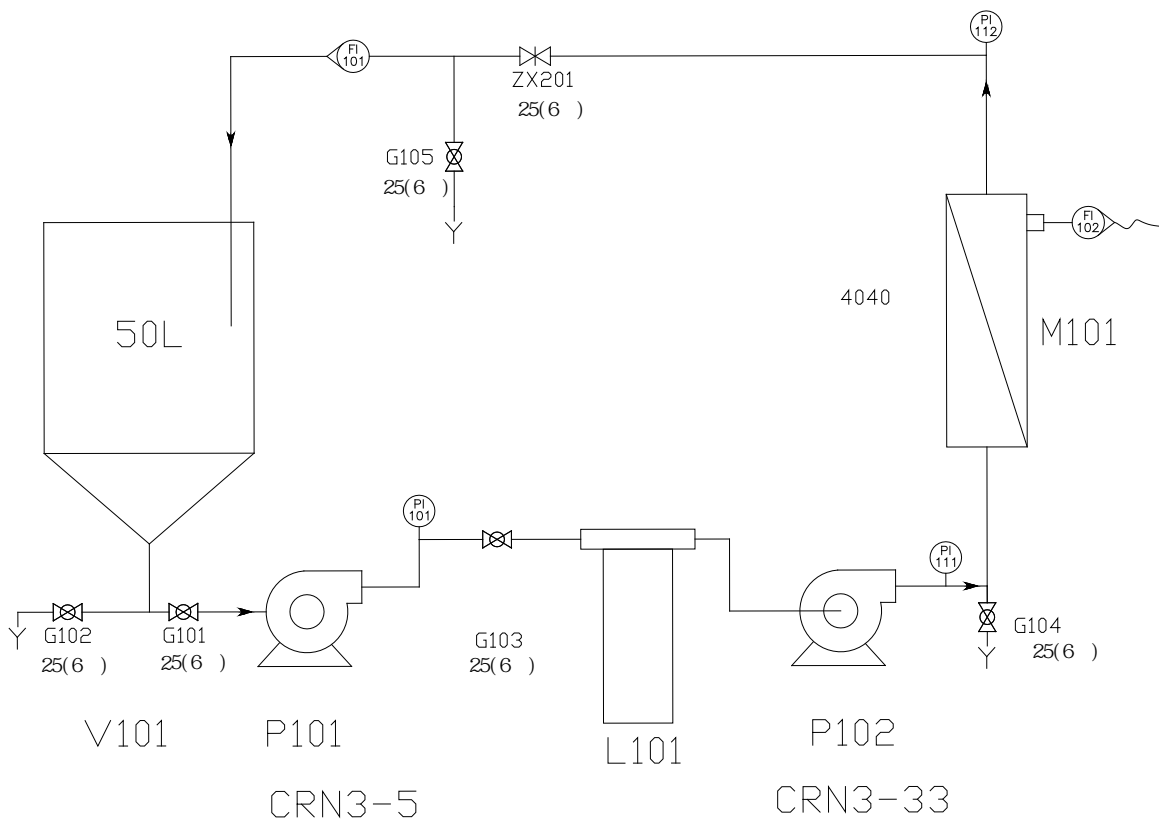 PI
112
FI
101
ZX201
25(6 )
G105
25(6 )
FI
102
4040
50L
M101
PI
101
PI
111
G102
25(6 )
G101
25(6 )
G103
25(6 )
G104
25(6 )
V101
P101
L101
P102
CRN3-5
CRN3-33